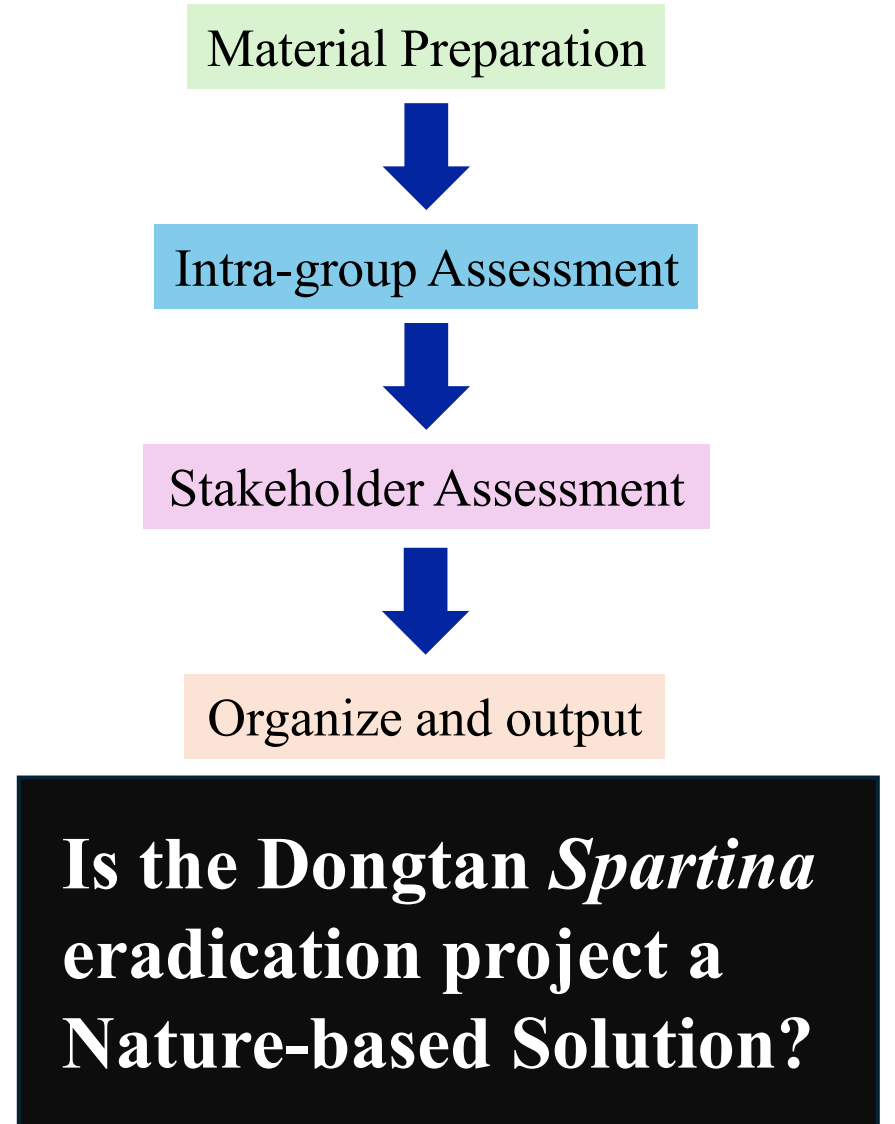 Material Preparation
Intra-group Assessment
Stakeholder Assessment
Organize and output
Is the Dongtan Spartina
eradication project a
Nature-based Solution?